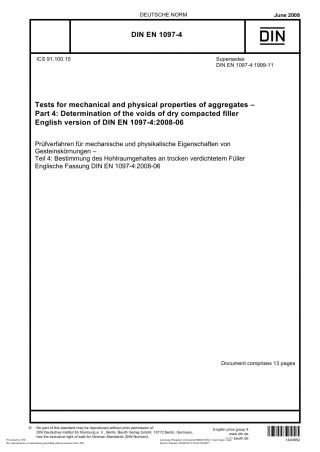 DEUTSCHE NORM
June 2008
DIN EN 1097-4
DIN
ICS 91.100.15
Supersedes
DIN EN 1097-4:1999-11
Tests for mechanical and physical properties of aggregates –
Part 4: Determination of the voids of dry compacted filler
English version of DIN EN 1097-4:2008-06
Prüfverfahren für mechanische und physikalische Eigenschaften von
Gesteinskörnungen –
Teil 4: Bestimmung des Hohlraumgehaltes an trocken verdichtetem Füller
Englische Fassung DIN EN 1097-4:2008-06
Document comprises 13 pages
© No part of this standard may be reproduced without prior permission of
DIN Deutsches Institut für Normung e. V., Berlin. Beuth Verlag GmbH, 10772 Berlin, Germany,
has the exclusive right of sale for German Standards (DIN-Normen).
English price group 9
www.din.de
www.beuth.de